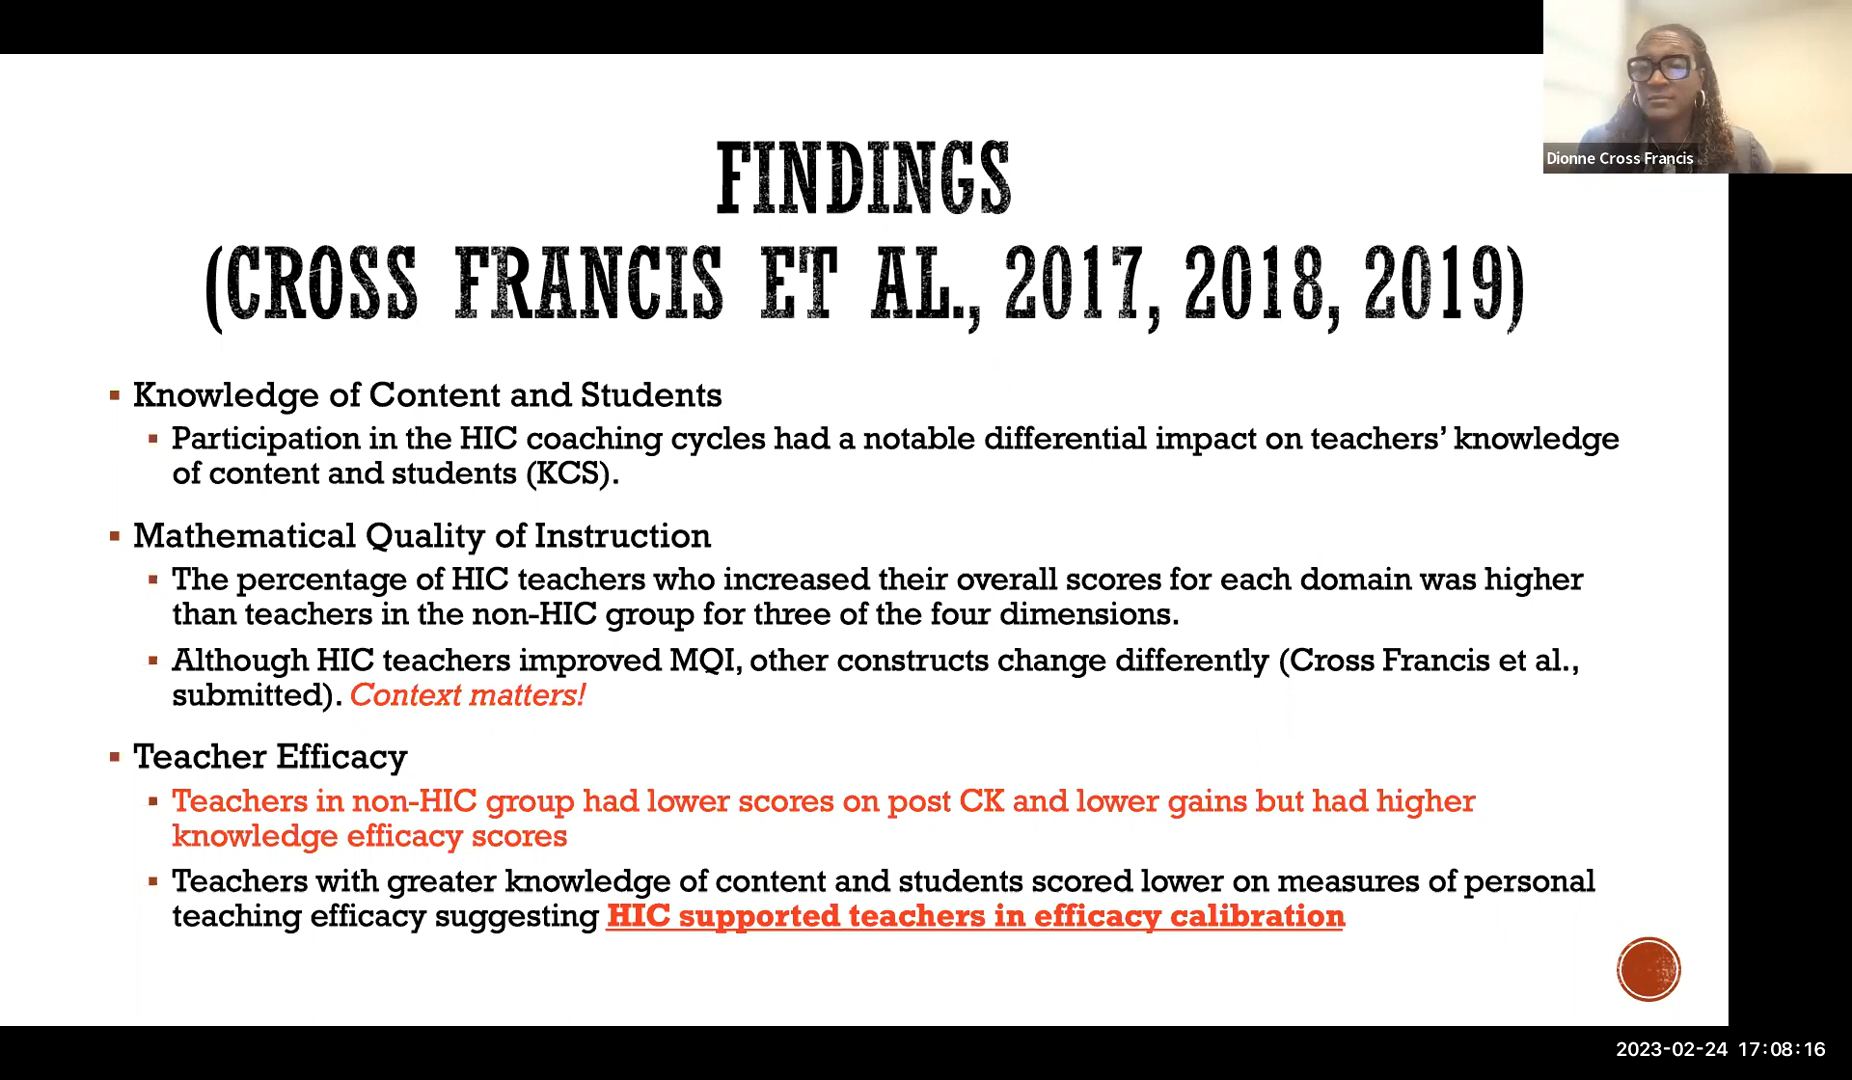 Dionne Cross Francis
FINDINGS
(CROSS FRANCIS ET AL., 2017, 2018, 2019)
▪ Knowledge of Content and Students
▪ Participation in the HIC coaching cycles had a notable differential impact on teachers’ knowledge
of content and students (KCS).
▪ Mathematical Quality of Instruction
▪ The percentage of HIC teachers who increased their overall scores for each domain was higher
than teachers in the non-HIC group for three of the four dimensions.
▪ Although HIC teachers improved MQI, other constructs change differently (Cross Francis et al.,
submitted). Context matters!
▪ Teacher Efficacy
▪ Teachers in non-HIC group had lower scores on post CK and lower gains but had higher
knowledge efficacy scores
▪ Teachers with greater knowledge of content and students scored lower on measures of personal
teaching efficacy suggesting HIC supported teachers in efficacy calibration
2023-02-24 17:08:16